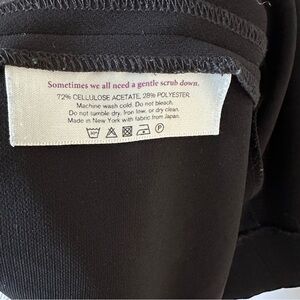 Sometimes we all need a gentle scrub down.
72% CELLULOSE ACETATE, 28% POLYESTER
Machine wash cold. Do not bleach.
Do not tumble dry. Iron low, or dry clean.
Made in New York with fabric from Japan.
P